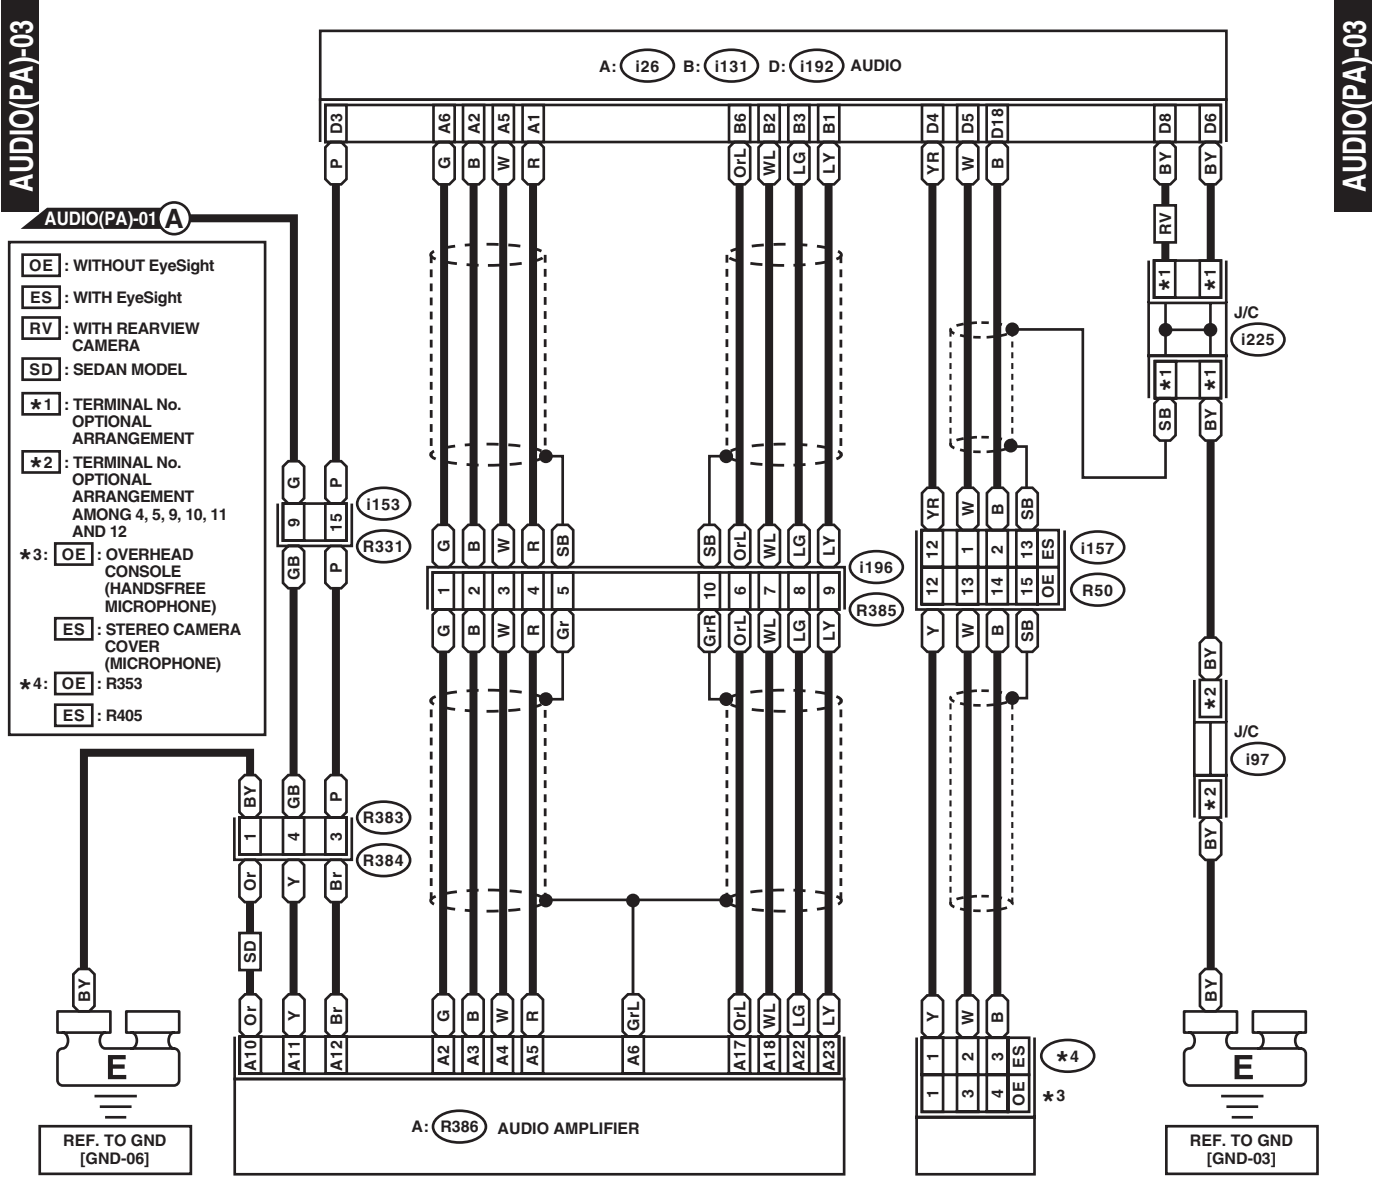 AUDIO(PA)-03
AUDIO(PA)-03
A: i26 B: i131 D: i192 AUDIO
D3 A6 A2 A5 A1 B6 B2 B3 B1 D4 D5 D18 D8 D6
P G B W R OrL WL LG LY YR W B BY BY
AUDIO(PA)-01 A
RV
OE : WITHOUT EyeSight
ES : WITH EyeSight
RV : WITH REARVIEW
CAMERA
SD : SEDAN MODEL
*1 : TERMINAL No.
OPTIONAL
ARRANGEMENT
*2 : TERMINAL No.
OPTIONAL
ARRANGEMENT
AMONG 4, 5, 9, 10, 11
AND 12
*3: OE : OVERHEAD
CONSOLE
(HANDSFREE
MICROPHONE)
ES : STEREO CAMERA
COVER
(MICROPHONE)
*4: OE : R353
ES : R405
*1 *1
J/C
i225
*1 *1
SB BY
G P
9 15
i153
R331
GB P
G B W R SB SB OrL WL LG LY
1 2 3 4 5 10 6 7 8 9
i196
R385
G B W R Gr GrR OrL WL LG LY
YR W B SB
12 1 2 13 ES
i157
12 13 14 15 OE
R50
Y W B SB
BY
*2
J/C
i97
*2
BY
BY GB P
1 4 3
R383
R384
Or Y Br
SD
BY
Or Y Br G B W R GrL OrL WL LG LY
A10 A11 A12 A2 A3 A4 A5 A6 A17 A18 A22 A23
A: R386 AUDIO AMPLIFIER
Y W B
1 2 3 ES
*4
1 3 4 OE
*3
E
REF. TO GND
[GND-06]
BY
E
REF. TO GND
[GND-03]